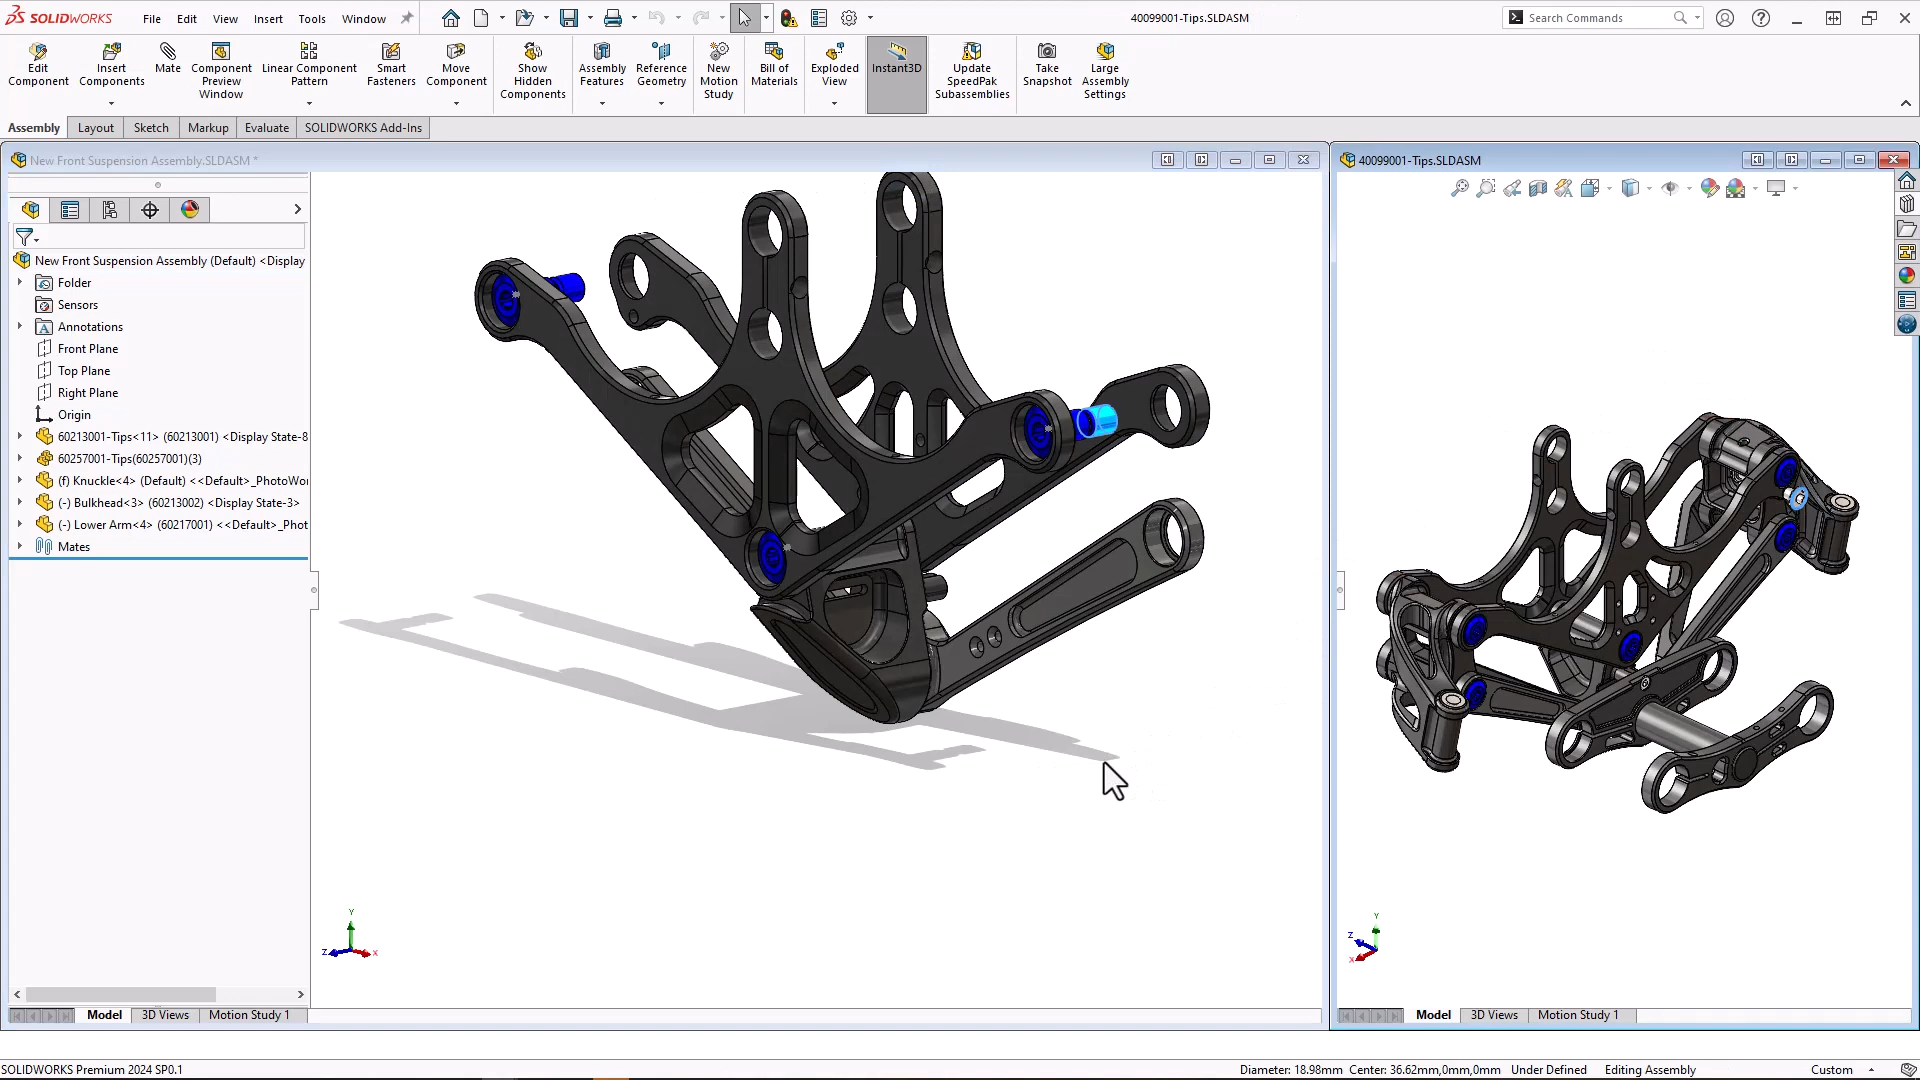 SOLIDWORKS
File Edit View Insert Tools Window
40099001-Tips.SLDASM
Search Commands
Edit Component
Insert Components
Mate
Component Preview Window
Linear Component Pattern
Smart Fasteners
Move Component
Show Hidden Components
Assembly Features
Reference Geometry
New Motion Study
Bill of Materials
Exploded View
Instant3D
Update SpeedPak Subassemblies
Take Snapshot
Large Assembly Settings
Assembly Layout Sketch Markup Evaluate SOLIDWORKS Add-Ins
New Front Suspension Assembly.SLDASM *
40099001-Tips.SLDASM
New Front Suspension Assembly (Default) <Display
Folder
Sensors
Annotations
Front Plane
Top Plane
Right Plane
Origin
60213001-Tips<11> (60213001) <Display State-8
60257001-Tips(60257001)(3)
(f) Knuckle<4> (Default) <<Default>_PhotoWor
(-) Bulkhead<3> (60213002) <Display State-3>
(-) Lower Arm<4> (60217001) <<Default>_Phot
Mates
Y
Z
X
Y
Z
X
Model 3D Views Motion Study 1
Model 3D Views Motion Study 1
SOLIDWORKS Premium 2024 SP0.1
Diameter: 18.98mm Center: 36.62mm,0mm,0mm Under Defined Editing Assembly Custom